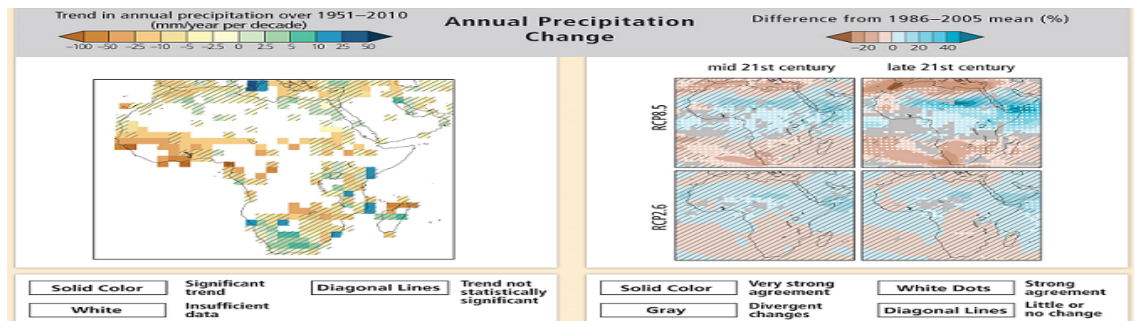 Trend in annual precipitation over 1951–2010
(mm/year per decade)
−100 −50 −25 −10 −5 −2.5 0 2.5 5 10 25 50
Annual Precipitation
Change
Difference from 1986–2005 mean (%)
−20 0 20 40
mid 21st century
late 21st century
RCP8.5
RCP2.6
Solid Color
Significant
trend
Diagonal Lines
Trend not
statistically
significant
White
Insufficient
data
Solid Color
Very strong
agreement
White Dots
Strong
agreement
Gray
Divergent
changes
Diagonal Lines
Little or
no change